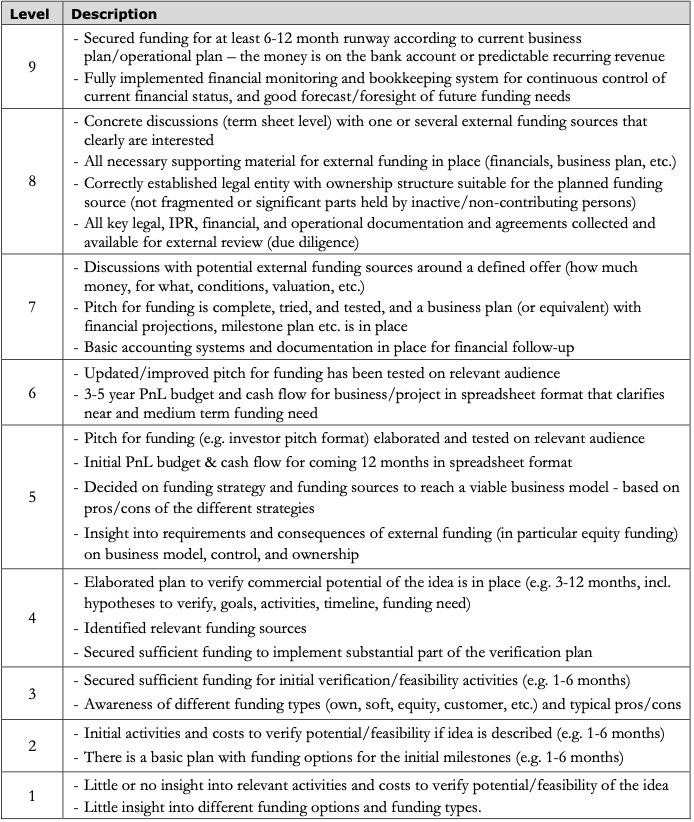 Level Description
9
- Secured funding for at least 6-12 month runway according to current business
plan/operational plan – the money is on the bank account or predictable recurring revenue
- Fully implemented financial monitoring and bookkeeping system for continuous control of
current financial status, and good forecast/foresight of future funding needs
8
- Concrete discussions (term sheet level) with one or several external funding sources that
clearly are interested
- All necessary supporting material for external funding in place (financials, business plan, etc.)
- Correctly established legal entity with ownership structure suitable for the planned funding
source (not fragmented or significant parts held by inactive/non-contributing persons)
- All key legal, IPR, financial, and operational documentation and agreements collected and
available for external review (due diligence)
7
- Discussions with potential external funding sources around a defined offer (how much
money, for what, conditions, valuation, etc.)
- Pitch for funding is complete, tried, and tested, and a business plan (or equivalent) with
financial projections, milestone plan etc. is in place
- Basic accounting systems and documentation in place for financial follow-up
6
- Updated/improved pitch for funding has been tested on relevant audience
- 3-5 year PnL budget and cash flow for business/project in spreadsheet format that clarifies
near and medium term funding need
5
- Pitch for funding (e.g. investor pitch format) elaborated and tested on relevant audience
- Initial PnL budget & cash flow for coming 12 months in spreadsheet format
- Decided on funding strategy and funding sources to reach a viable business model - based on
pros/cons of the different strategies
- Insight into requirements and consequences of external funding (in particular equity funding)
on business model, control, and ownership
4
- Elaborated plan to verify commercial potential of the idea is in place (e.g. 3-12 months, incl.
hypotheses to verify, goals, activities, timeline, funding need)
- Identified relevant funding sources
- Secured sufficient funding to implement substantial part of the verification plan
3
- Secured sufficient funding for initial verification/feasibility activities (e.g. 1-6 months)
- Awareness of different funding types (own, soft, equity, customer, etc.) and typical pros/cons
2
- Initial activities and costs to verify potential/feasibility if idea is described (e.g. 1-6 months)
- There is a basic plan with funding options for the initial milestones (e.g. 1-6 months)
1
- Little or no insight into relevant activities and costs to verify potential/feasibility of the idea
- Little insight into different funding options and funding types.